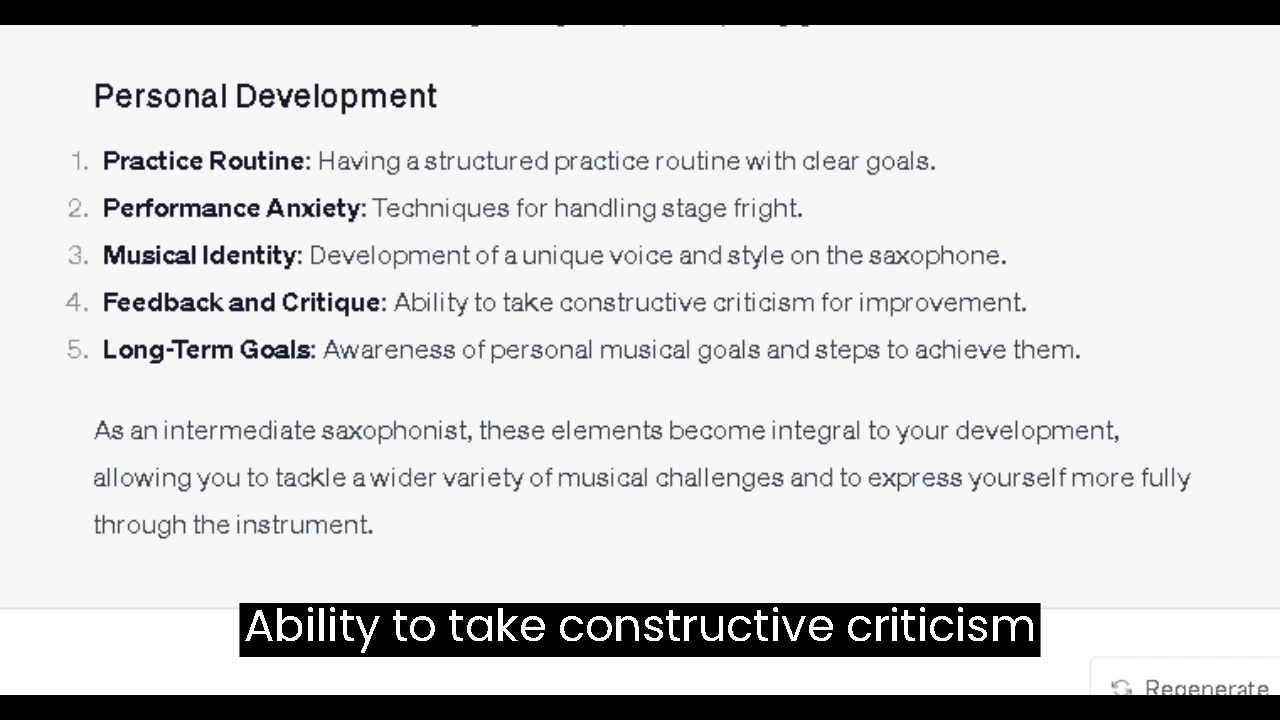 Personal Development
1. Practice Routine: Having a structured practice routine with clear goals.
2. Performance Anxiety: Techniques for handling stage fright.
3. Musical Identity: Development of a unique voice and style on the saxophone.
4. Feedback and Critique: Ability to take constructive criticism for improvement.
5. Long-Term Goals: Awareness of personal musical goals and steps to achieve them.
As an intermediate saxophonist, these elements become integral to your development,
allowing you to tackle a wider variety of musical challenges and to express yourself more fully
through the instrument.
Ability to take constructive criticism
Regenerate